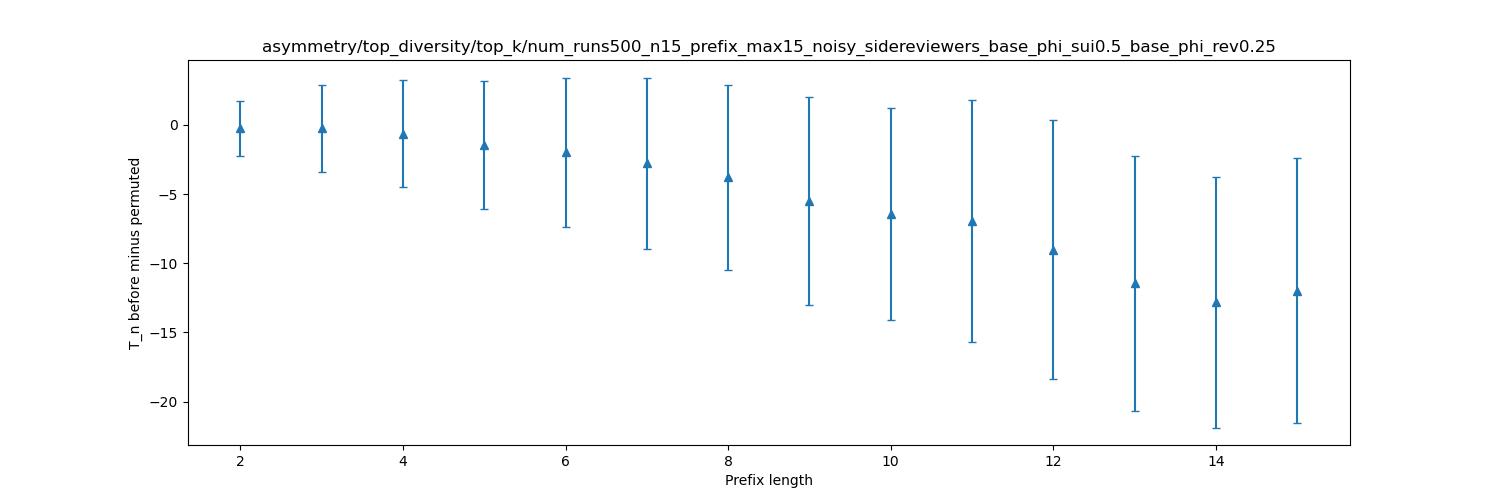 asymmetry/top_diversity/top_k/num_runs500_n15_prefix_max15_noisy_sidereviewers_base_phi_sui0.5_base_phi_rev0.25
T_n before minus permuted
0
−5
−10
−15
−20
2 4 6 8 10 12 14
Prefix length